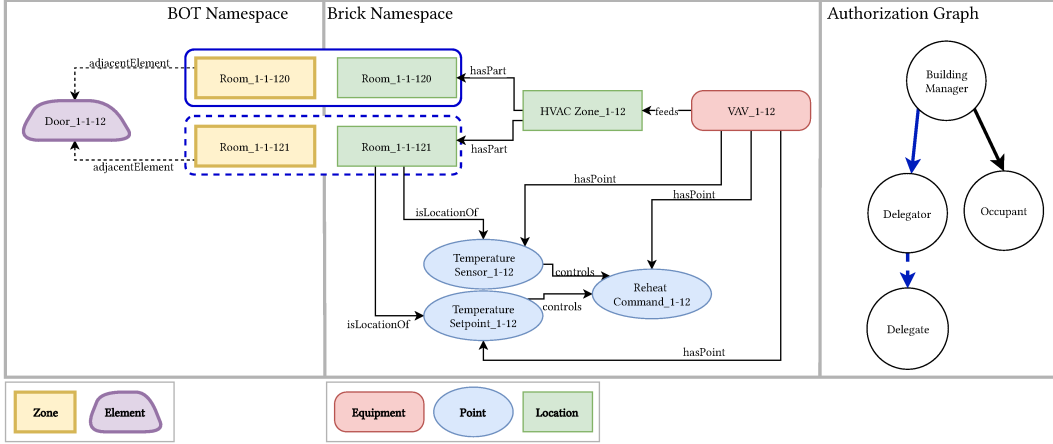 BOT Namespace
Brick Namespace
Authorization Graph
adjacentElement
Door_1-1-12
adjacentElement
Room_1-1-120
Room_1-1-121
Room_1-1-120
Room_1-1-121
hasPart
hasPart
HVAC Zone_1-12
feeds
VAV_1-12
hasPoint
hasPoint
isLocationOf
Temperature
Sensor_1-12
controls
Reheat
Command_1-12
Temperature
Setpoint_1-12
controls
isLocationOf
hasPoint
Building
Manager
Delegator
Occupant
Delegate
Zone
Element
Equipment
Point
Location